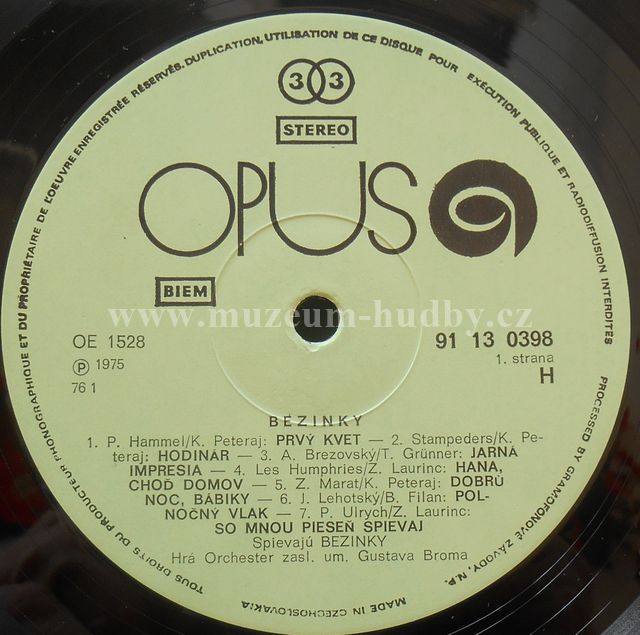 TOUS DROITS DU PRODUCTEUR PHONOGRAPHIQUE ET DU PROPRIÉTAIRE DE L'OEUVRE ENREGISTRÉE RÉSERVÉS. DUPLICATION, UTILISATION DE CE DISQUE POUR EXÉCUTION PUBLIQUE ET RADIODIFFUSION INTERDITES
PROCESSED BY GRAMOFONOVÉ ZÁVODY, N.P.
MADE IN CZECHOSLOVAKIA
33
STEREO
OPUS
BIEM
www.muzeum-hudby.cz
OE 1528
91 13 0398
Ⓟ 1975
1. strana
76 1
H
BEZINKY
1. P. Hammel/K. Peteraj: PRVÝ KVET — 2. Stampeders/K. Pe-
teraj: HODINÁR — 3. A. Brezovský/T. Grünner: JARNÁ
IMPRESIA — 4. Les Humphries/Z. Laurinc: HANA,
CHOĎ DOMOV — 5. Z. Marat/K. Peteraj: DOBRÚ
NOC, BÁBIKY — 6. J. Lehotský/B. Filan: POL-
NOČNÝ VLAK — 7. P. Ulrych/Z. Laurinc:
SO MNOU PIESEŇ SPIEVAJ
Spievajú BEZINKY
Hrá Orchester zasl. um. Gustava Broma